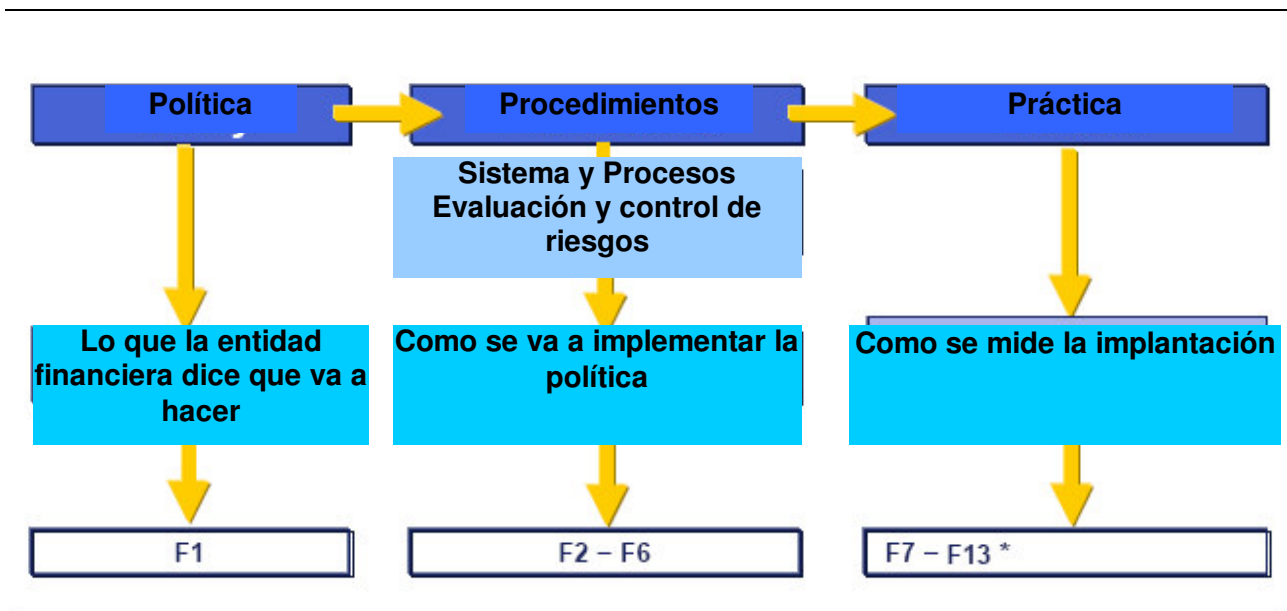 Política
Procedimientos
Práctica
Sistema y Procesos
Evaluación y control de
riesgos
Lo que la entidad
financiera dice que va a
hacer
Como se va a implementar la
política
Como se mide la implantación
F1
F2 – F6
F7 – F13 *